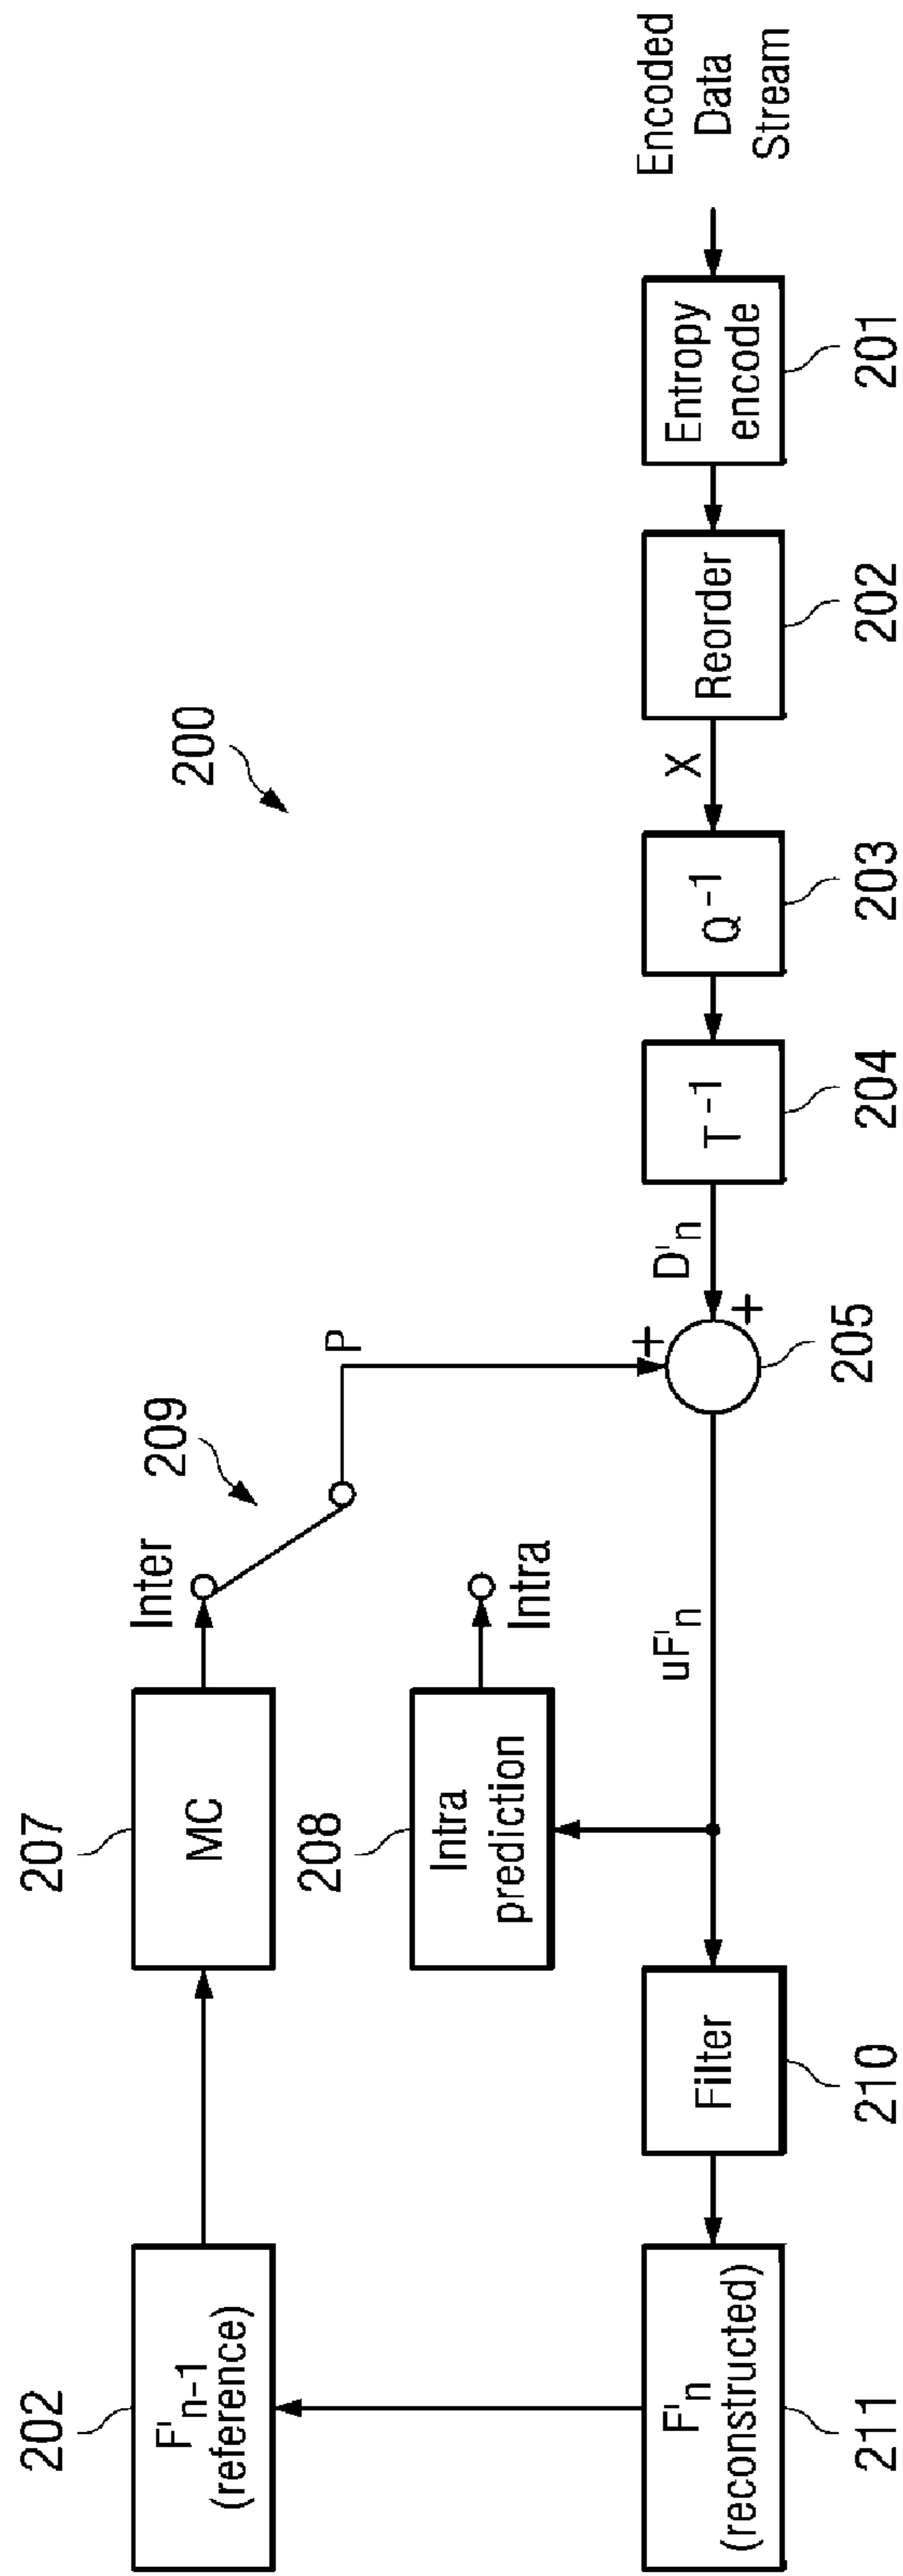 200
202
F'n-1
(reference)
207
MC
Inter
209
P
208
Intra
prediction
Intra
F'n
(reconstructed)
211
Filter
210
uF'n
+
+
205
D'n
T-1
204
Q-1
203
X
Reorder
202
Entropy
encode
201
Encoded
Data
Stream